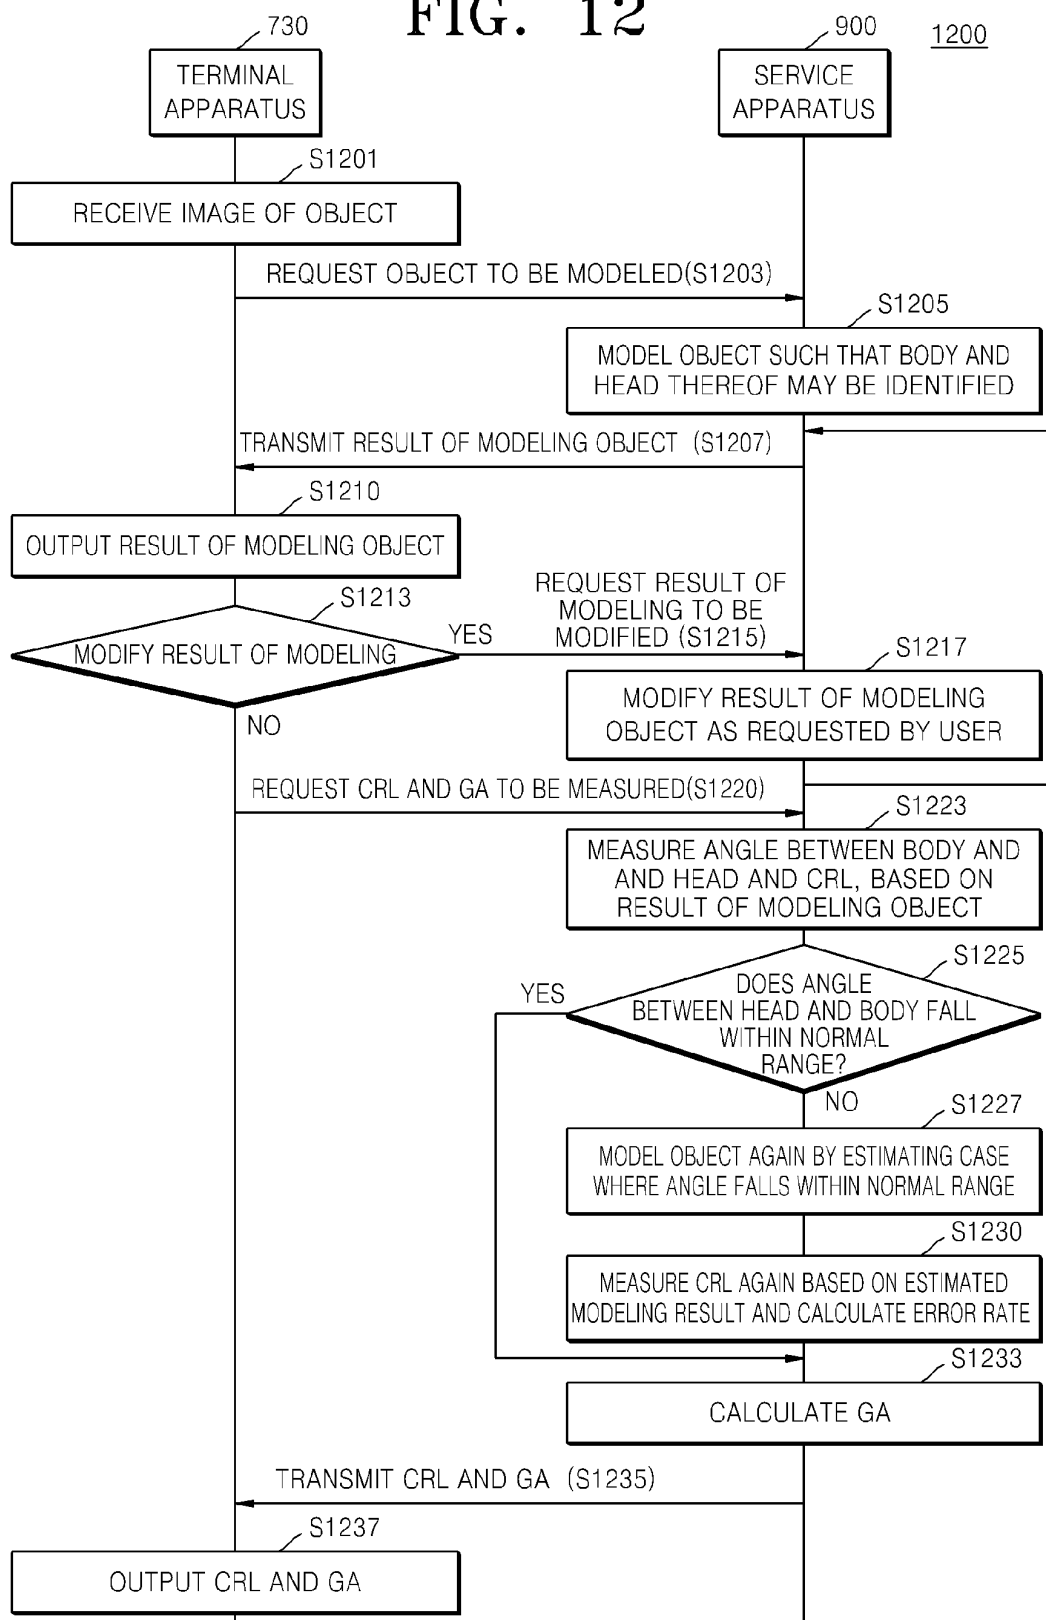 FIG. 12
730
900
1200
TERMINAL
APPARATUS
SERVICE
APPARATUS
S1201
RECEIVE IMAGE OF OBJECT
REQUEST OBJECT TO BE MODELED(S1203)
S1205
MODEL OBJECT SUCH THAT BODY AND
HEAD THEREOF MAY BE IDENTIFIED
TRANSMIT RESULT OF MODELING OBJECT (S1207)
S1210
OUTPUT RESULT OF MODELING OBJECT
S1213
MODIFY RESULT OF MODELING
YES
REQUEST RESULT OF
MODELING TO BE
MODIFIED (S1215)
NO
S1217
MODIFY RESULT OF MODELING
OBJECT AS REQUESTED BY USER
REQUEST CRL AND GA TO BE MEASURED(S1220)
S1223
MEASURE ANGLE BETWEEN BODY AND
AND HEAD AND CRL, BASED ON
RESULT OF MODELING OBJECT
S1225
DOES ANGLE
BETWEEN HEAD AND BODY FALL
WITHIN NORMAL
RANGE?
YES
NO
S1227
MODEL OBJECT AGAIN BY ESTIMATING CASE
WHERE ANGLE FALLS WITHIN NORMAL RANGE
S1230
MEASURE CRL AGAIN BASED ON ESTIMATED
MODELING RESULT AND CALCULATE ERROR RATE
S1233
CALCULATE GA
TRANSMIT CRL AND GA (S1235)
S1237
OUTPUT CRL AND GA